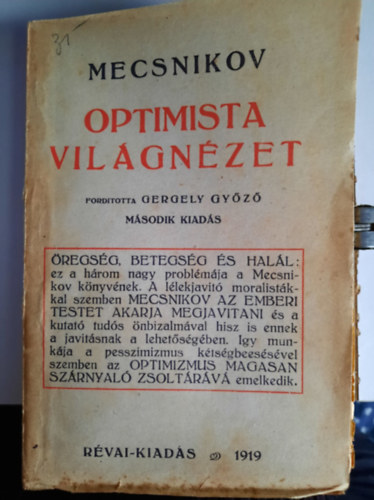 31
MECSNIKOV
OPTIMISTA
VILÁGNÉZET
FORDITOTTA GERGELY GYŐZŐ
MÁSODIK KIADÁS
ÖREGSÉG, BETEGSÉG ÉS HALÁL:
ez a három nagy problémája a Mecsni-
kov könyvének. A lélekjavító moralisták-
kal szemben MECSNIKOV AZ EMBERI
TESTET AKARJA MEGJAVITANI és a
kutató tudós önbizalmával hisz is ennek
a javításnak a lehetőségében. Igy mun-
kája a pesszimizmus kétségbeesésével
szemben az OPTIMIZMUS MAGASAN
SZÁRNYALÓ ZSOLTÁRÁVÁ emelkedik.
RÉVAI-KIADÁS 1919